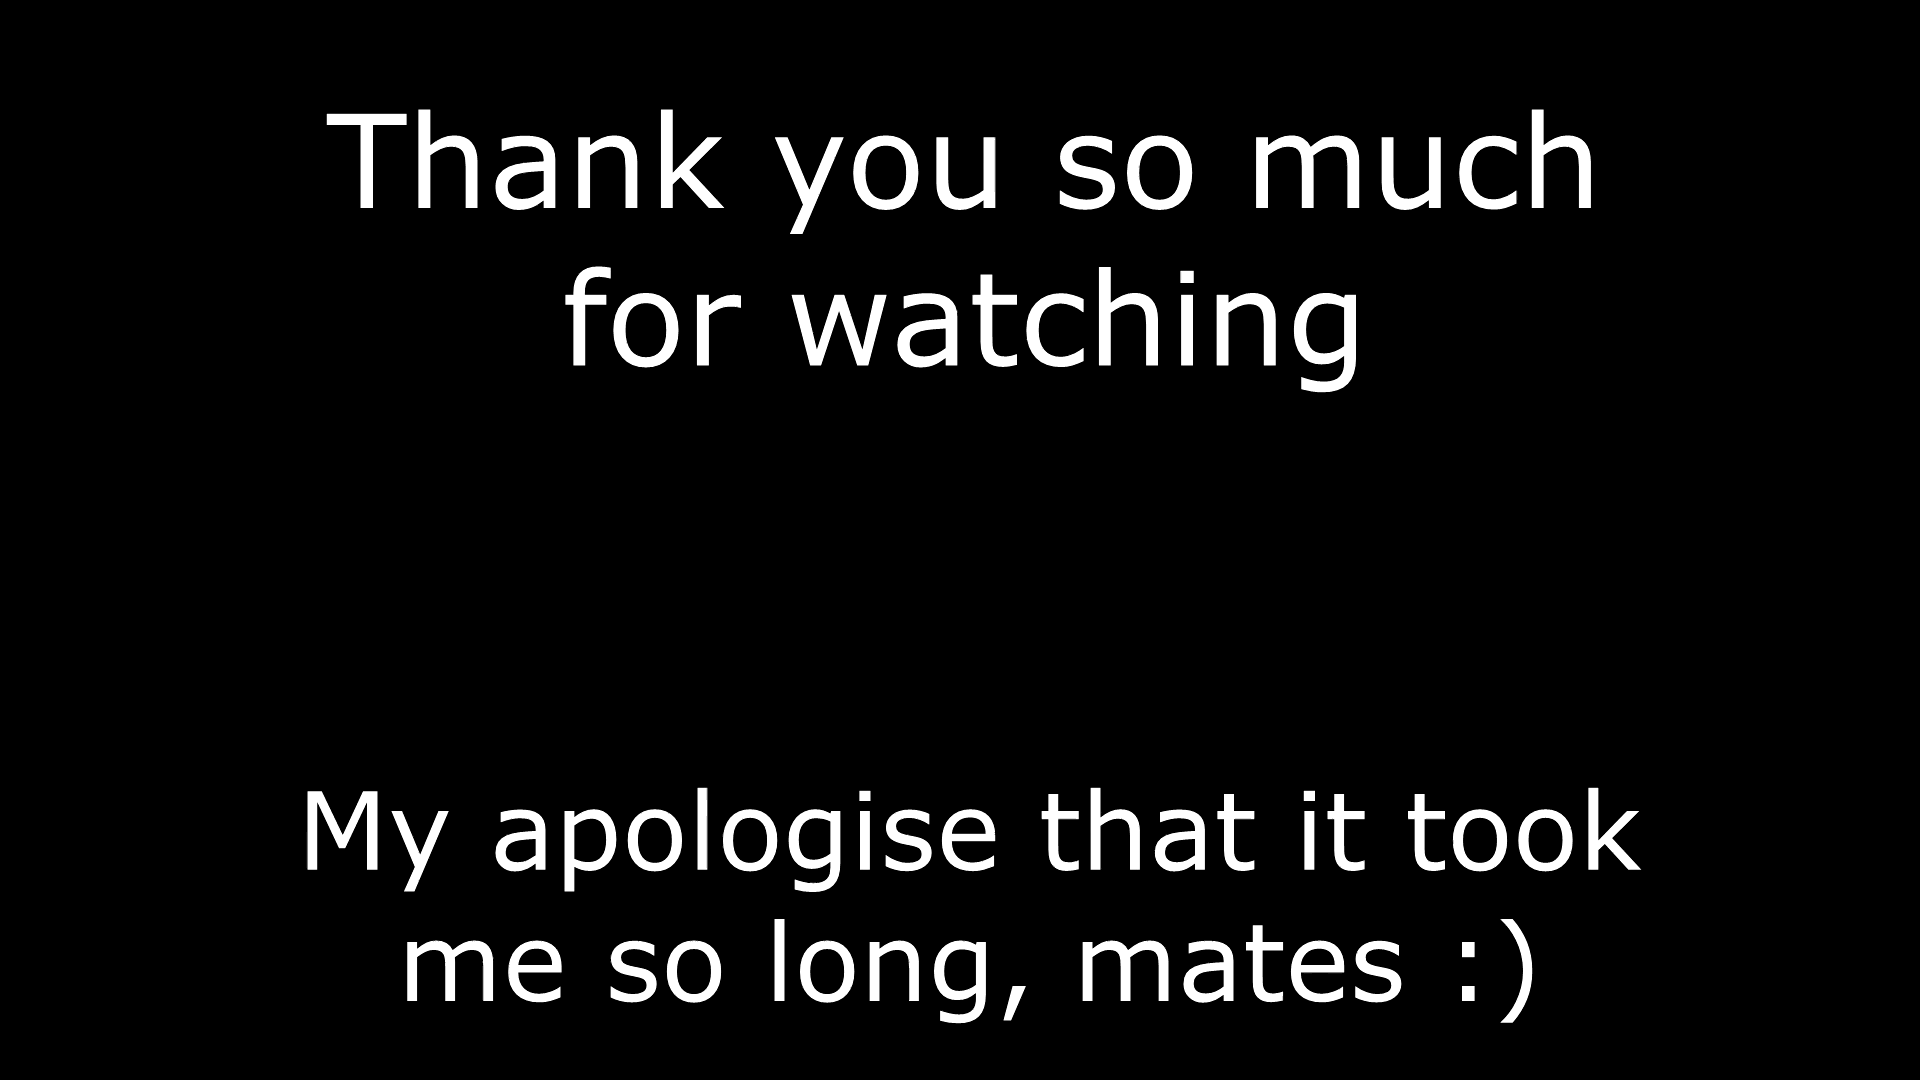 Thank you so much
for watching
My apologise that it took
me so long, mates :)